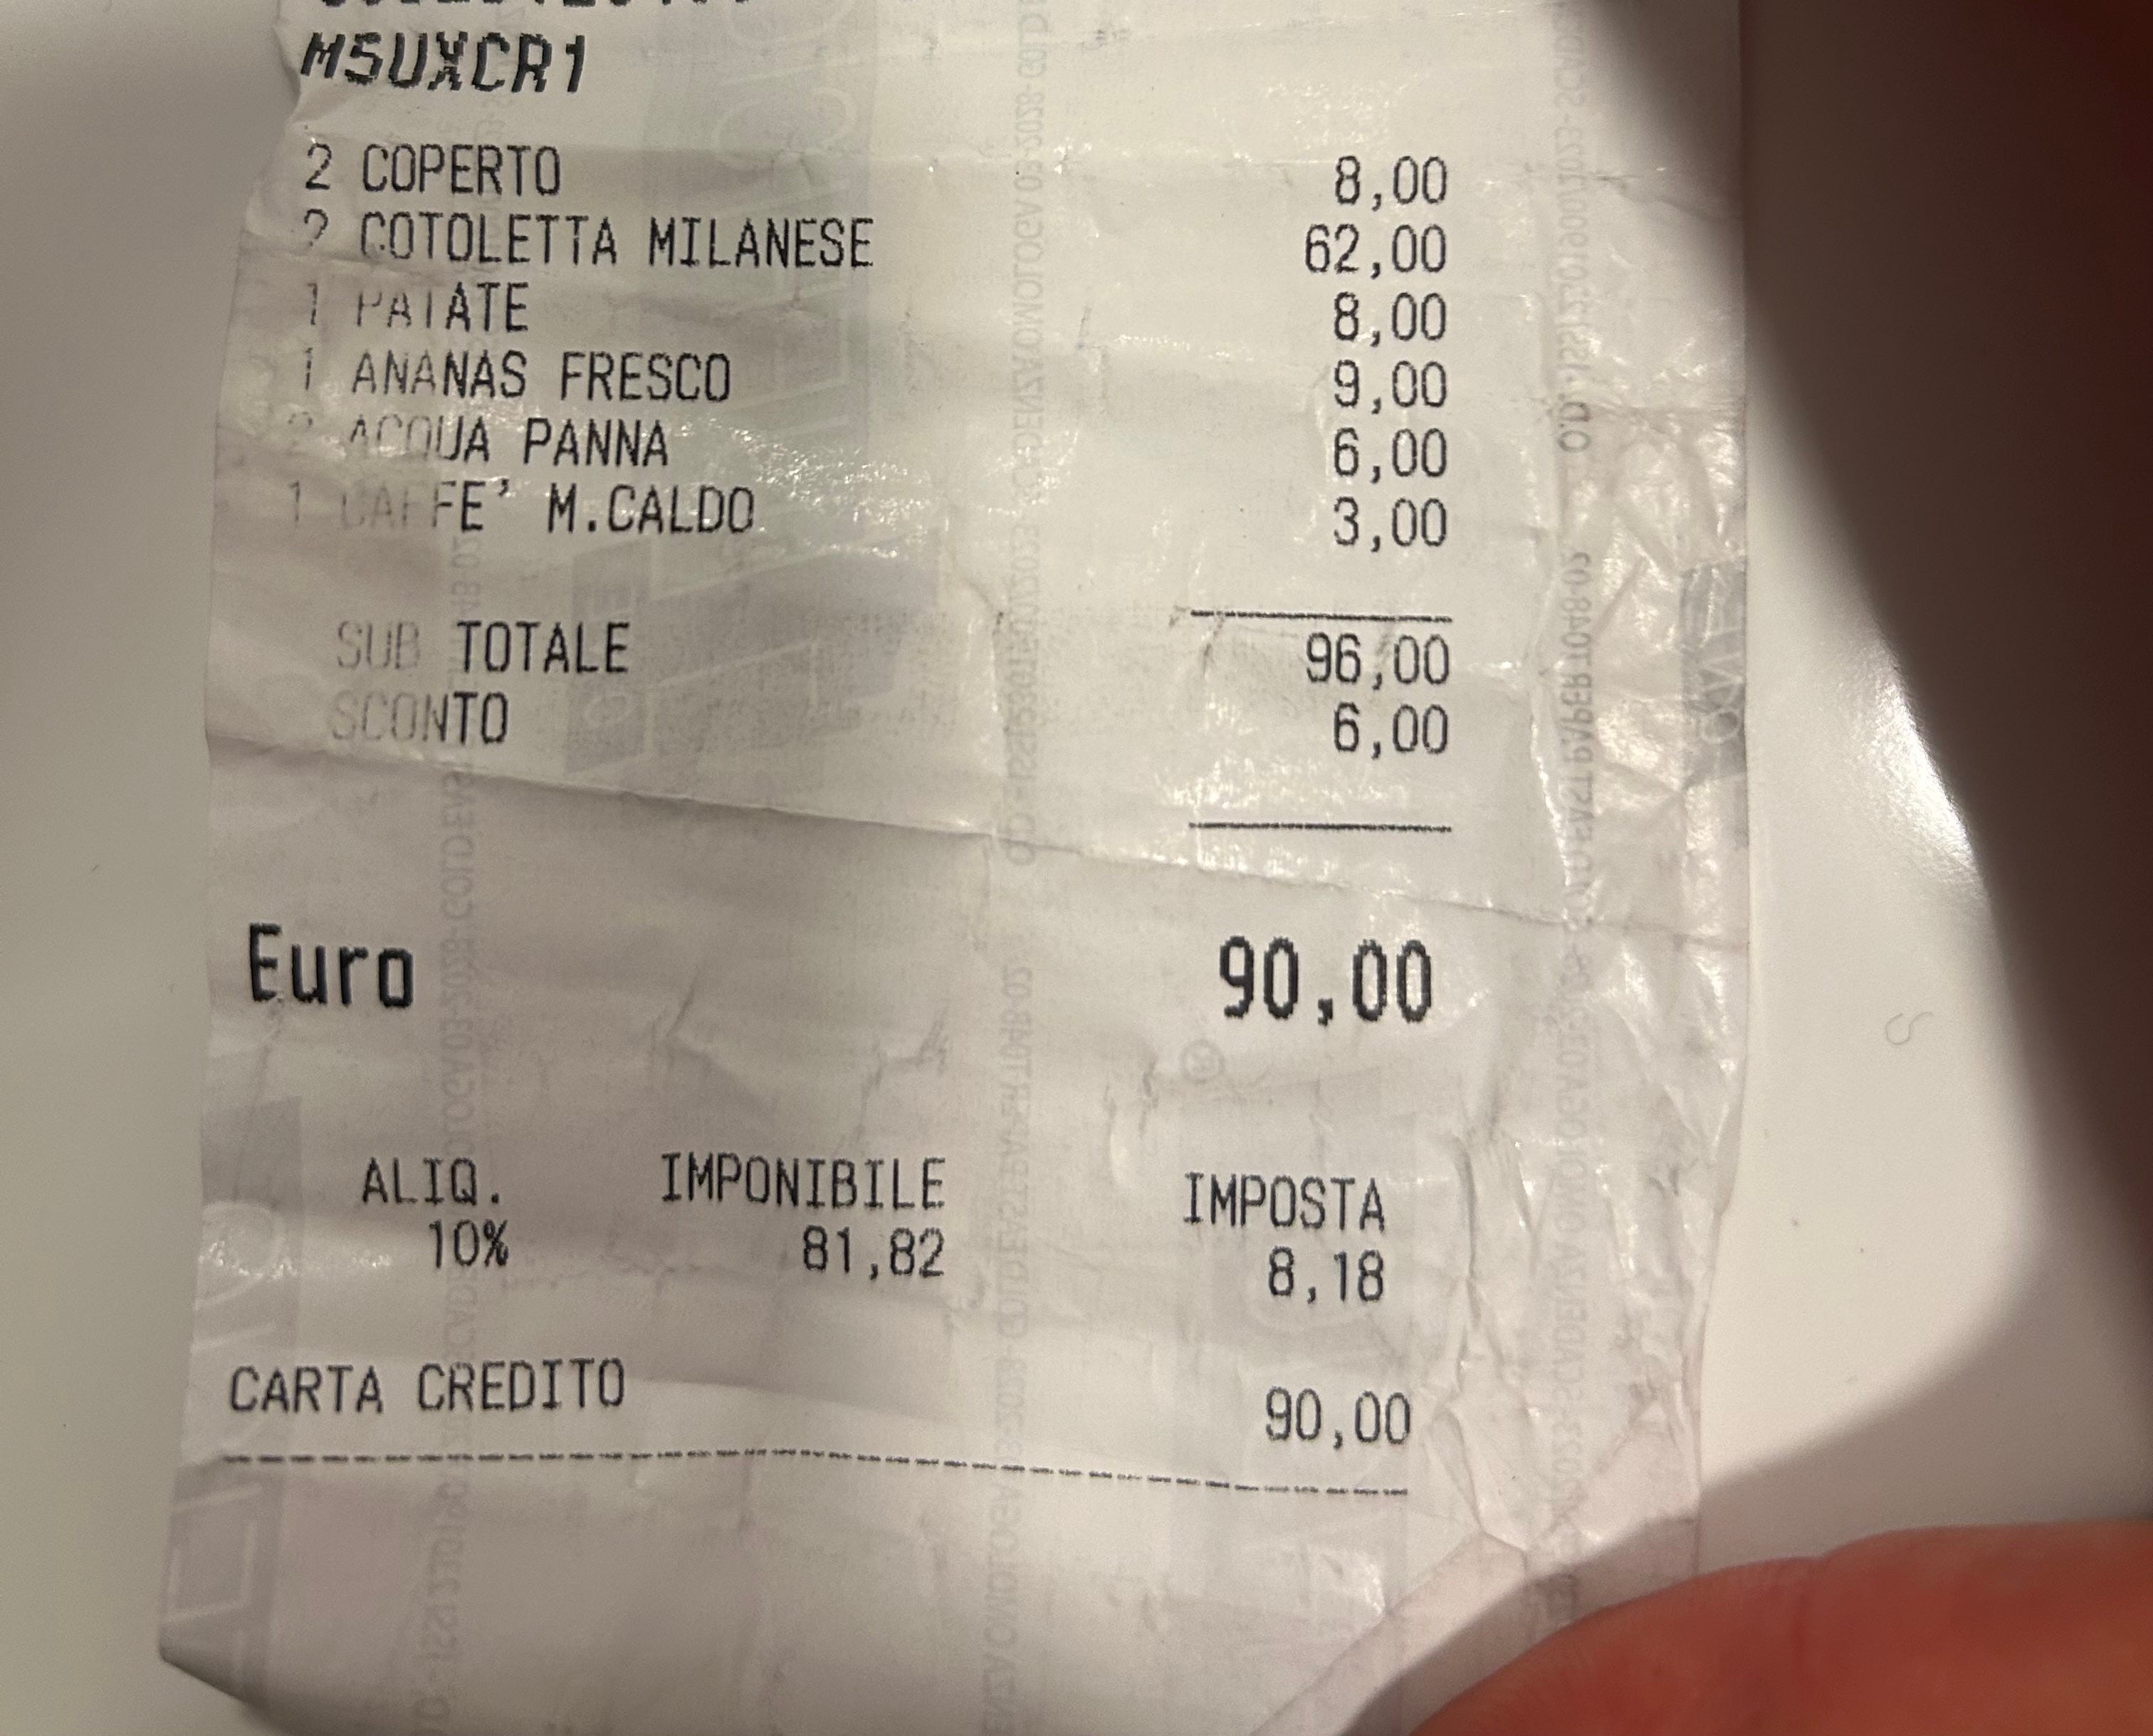 M5UXCR1
2 COPERTO 8,00
2 COTOLETTA MILANESE 62,00
1 PATATE 8,00
1 ANANAS FRESCO 9,00
2 ACQUA PANNA 6,00
1 CAFFE' M.CALDO 3,00
SUB TOTALE 96,00
SCONTO 6,00
Euro 90,00
ALIQ. IMPONIBILE IMPOSTA
10% 81,82 8,18
CARTA CREDITO 90,00